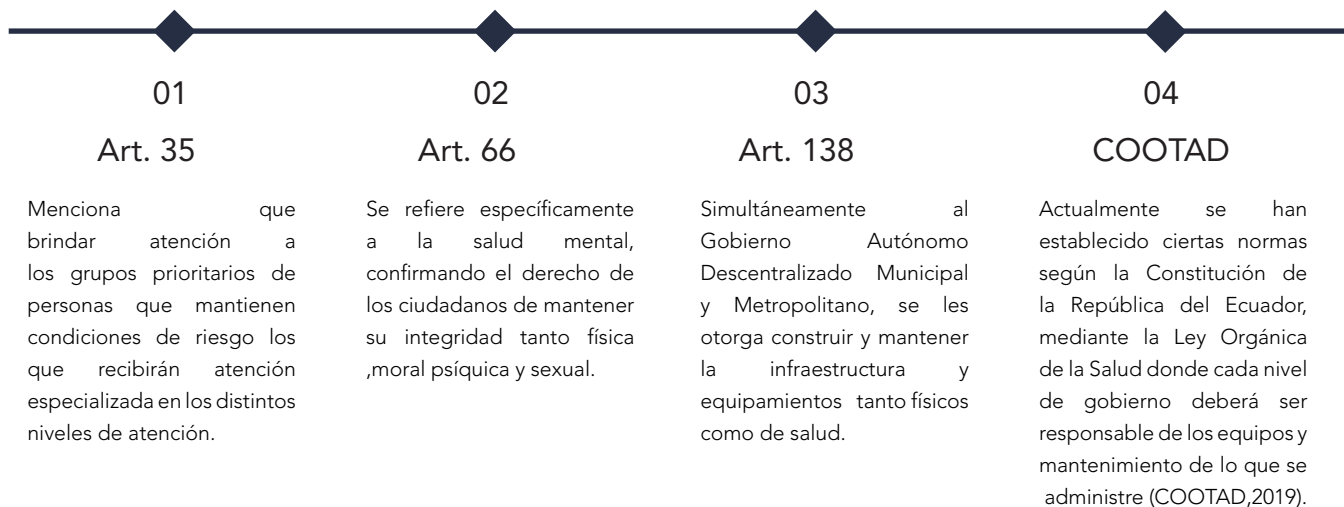 01
Art. 35
Menciona que
brindar atención a
los grupos prioritarios de
personas que mantienen
condiciones de riesgo los
que recibirán atención
especializada en los distintos
niveles de atención.
02
Art. 66
Se refiere específicamente
a la salud mental,
confirmando el derecho de
los ciudadanos de mantener
su integridad tanto física
,moral psíquica y sexual.
03
Art. 138
Simultáneamente al
Gobierno Autónomo
Descentralizado Municipal
y Metropolitano, se les
otorga construir y mantener
la infraestructura y
equipamientos tanto físicos
como de salud.
04
COOTAD
Actualmente se han
establecido ciertas normas
según la Constitución de
la República del Ecuador,
mediante la Ley Orgánica
de la Salud donde cada nivel
de gobierno deberá ser
responsable de los equipos y
mantenimiento de lo que se
administre (COOTAD,2019).